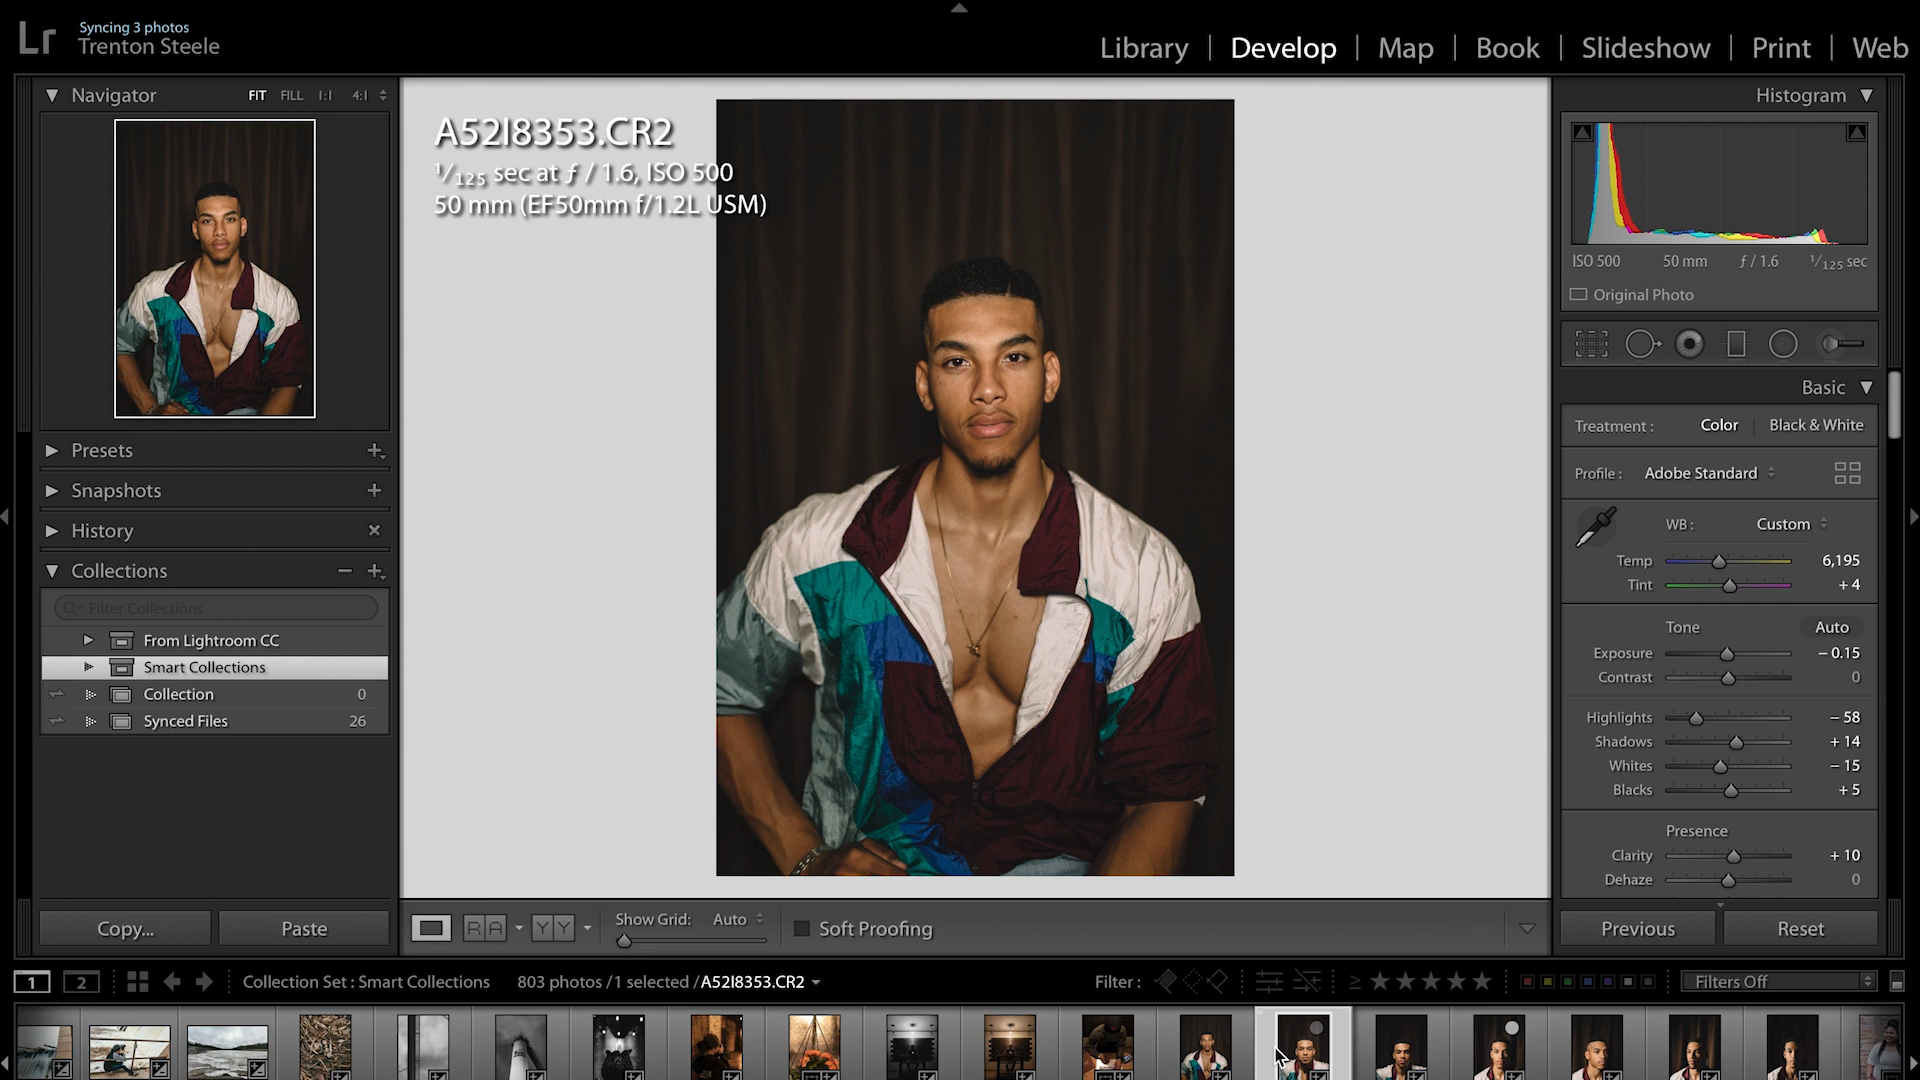 Lr
Syncing 3 photos
Trenton Steele
Library | Develop | Map | Book | Slideshow | Print | Web
Navigator FIT FILL 1:1 4:1
Presets
Snapshots
History
Collections
Filter Collections
From Lightroom CC
Smart Collections
Collection 0
Synced Files 26
Copy... Paste
A52I8353.CR2
1/125 sec at ƒ / 1.6, ISO 500
50 mm (EF50mm f/1.2L USM)
Histogram
ISO 500 50 mm ƒ / 1.6 1/125 sec
Original Photo
Basic
Treatment : Color | Black & White
Profile : Adobe Standard
WB : Custom
Temp 6,195
Tint + 4
Tone Auto
Exposure − 0.15
Contrast 0
Highlights − 58
Shadows + 14
Whites − 15
Blacks + 5
Presence
Clarity + 10
Dehaze 0
Previous Reset
R A Y Y Show Grid: Auto Soft Proofing
1 2 Collection Set : Smart Collections 803 photos / 1 selected / A52I8353.CR2 Filter : ≥ Filters Off